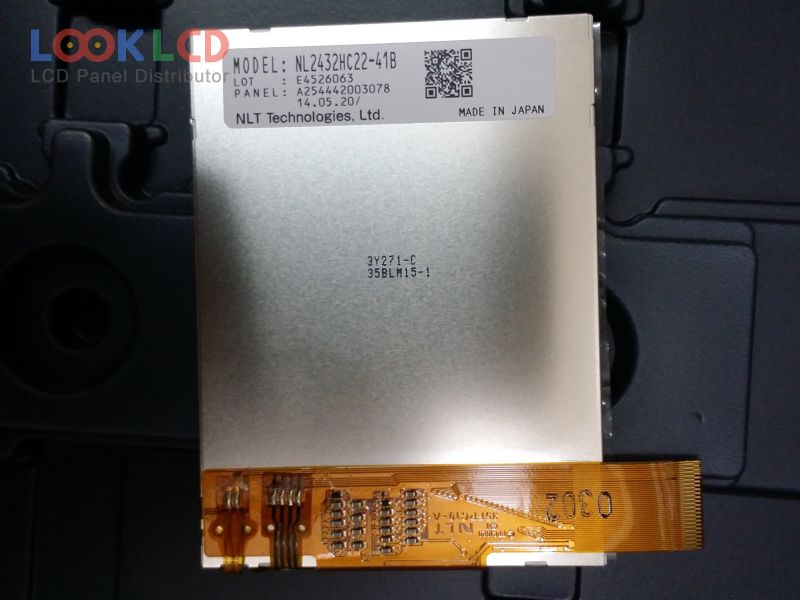 LOOKLCD
LCD Panel Distributor
MODEL: NL2432HC22-41B
LOT : E4526063
PANEL: A254442003078
14.05.20/
NLT Technologies, Ltd.
MADE IN JAPAN
3Y271-C
35BLM15-1
0302
NLT